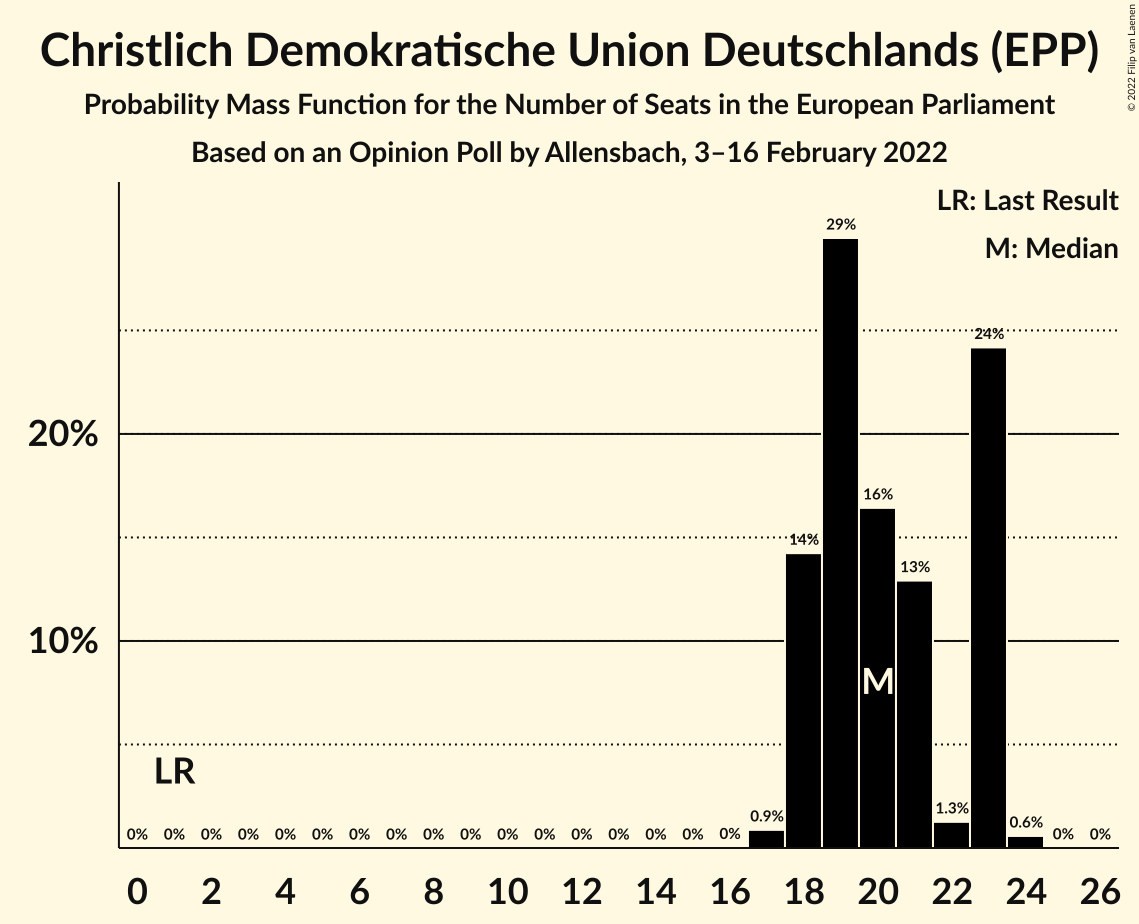 Christlich Demokratische Union Deutschlands (EPP)
Probability Mass Function for the Number of Seats in the European Parliament
Based on an Opinion Poll by Allensbach, 3–16 February 2022
© 2022 Filip van Laenen
LR: Last Result
M: Median
29%
24%
20%
16%
14%
13%
10%
M
LR
0% 0% 0% 0% 0% 0% 0% 0% 0% 0% 0% 0% 0% 0% 0% 0% 0% 0.9% 1.3% 0.6% 0% 0%
0 2 4 6 8 10 12 14 16 18 20 22 24 26